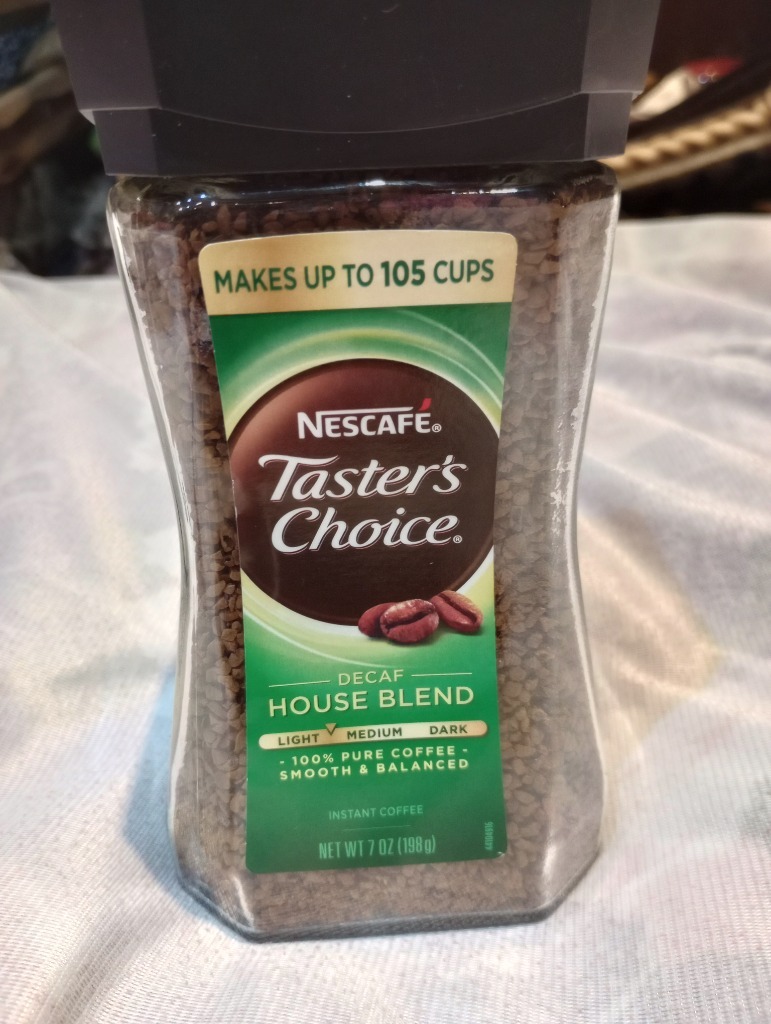 MAKES UP TO 105 CUPS
NESCAFÉ®
Taster's
Choice®
DECAF
HOUSE BLEND
LIGHT MEDIUM DARK
- 100% PURE COFFEE -
SMOOTH & BALANCED
INSTANT COFFEE
NET WT 7 OZ (198g)